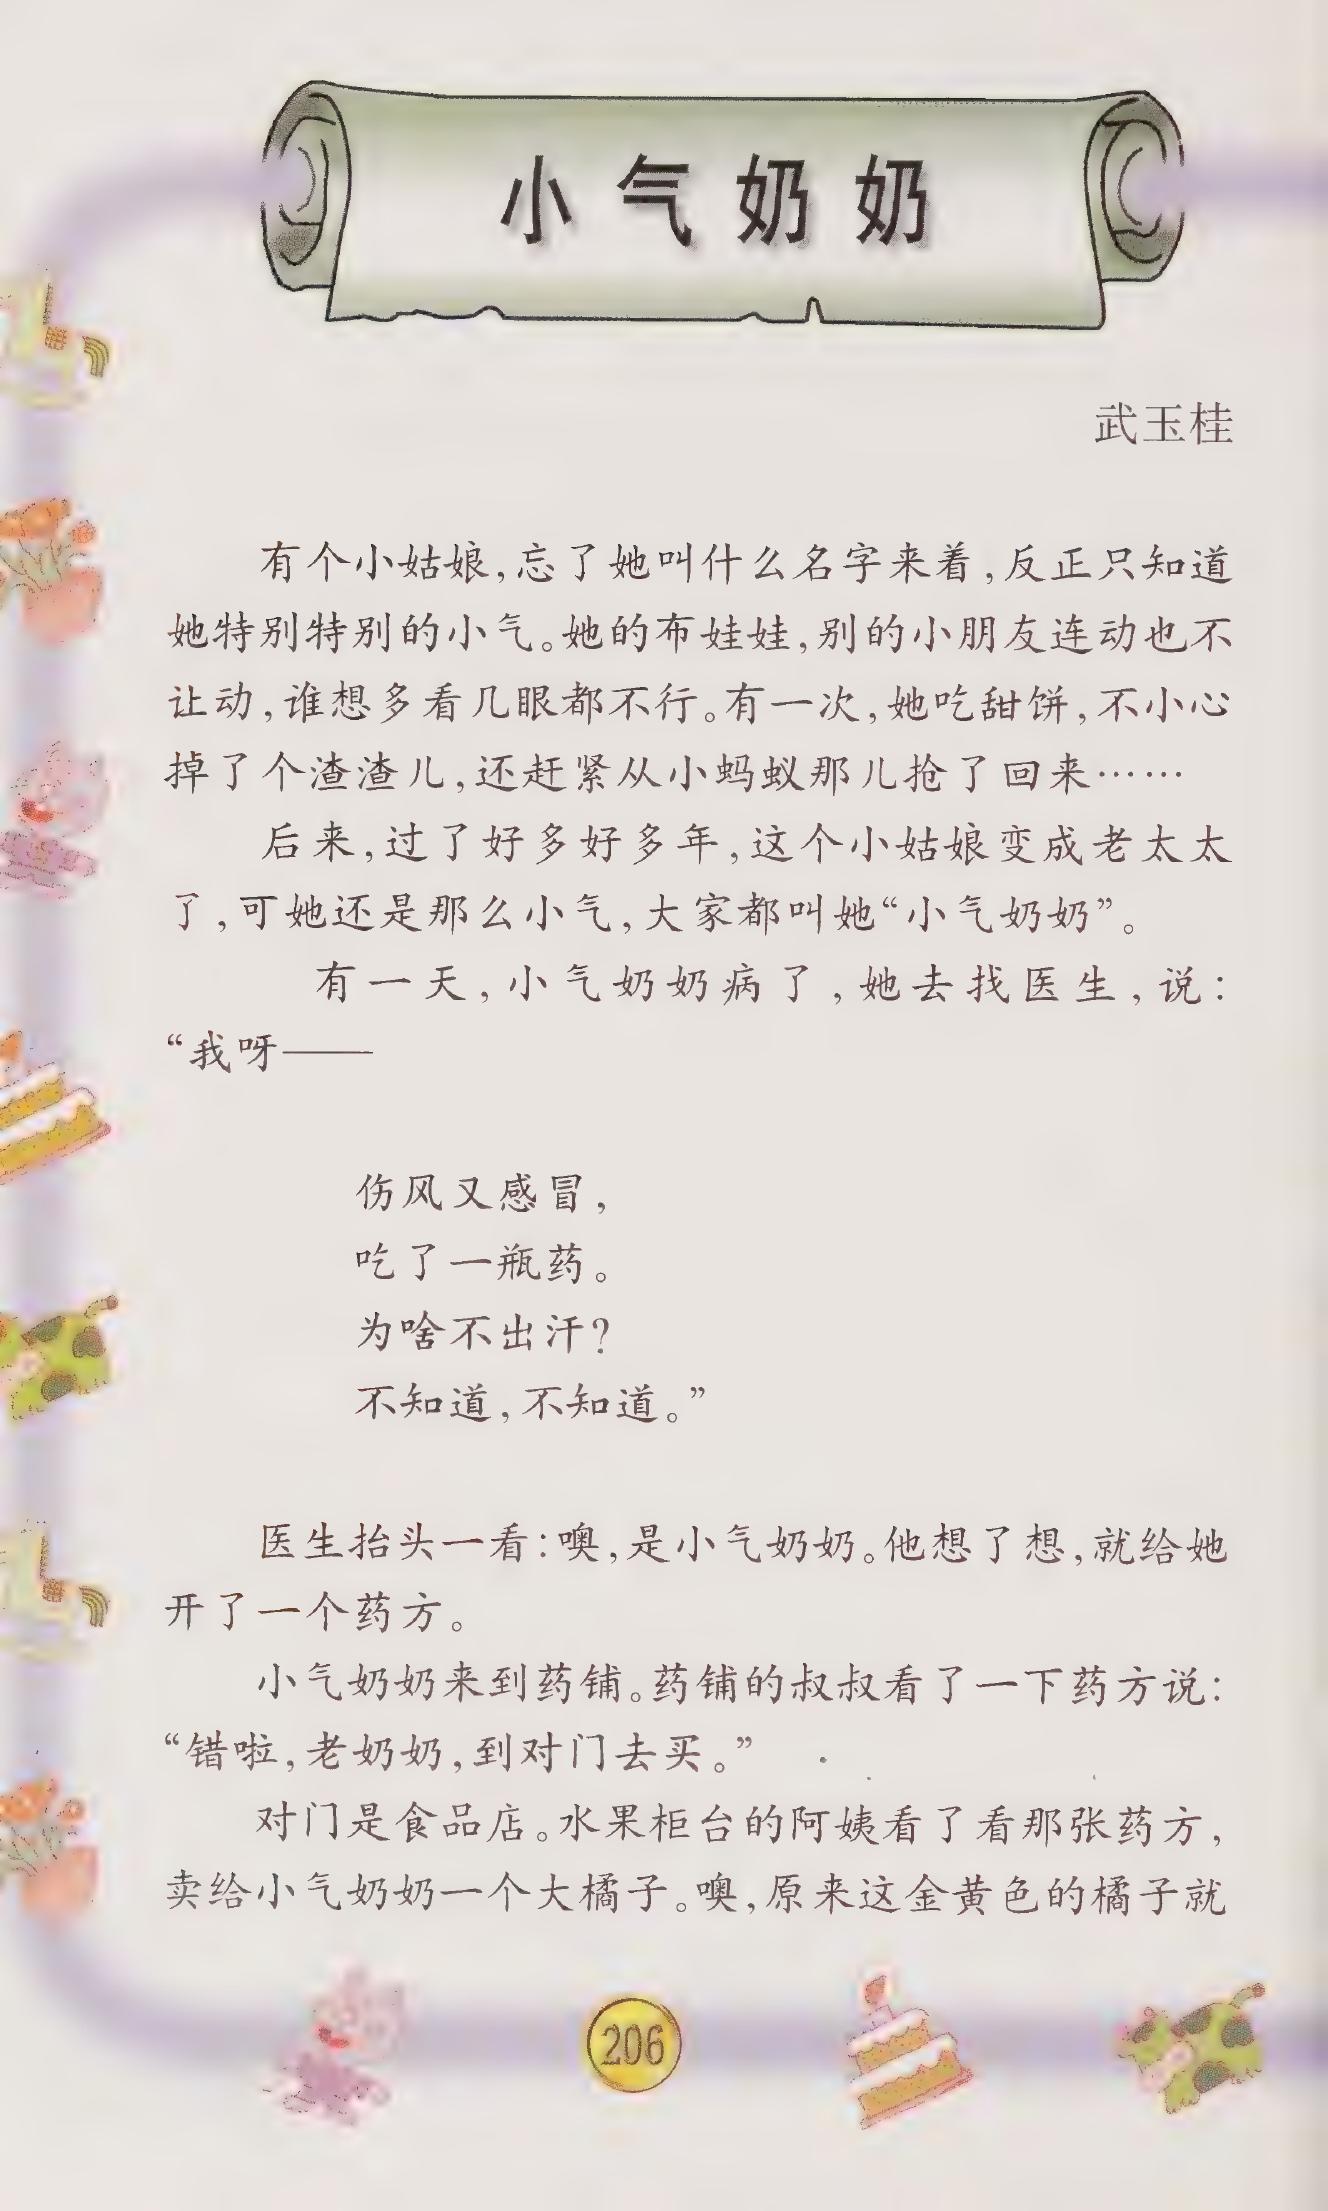 小气奶奶
武玉桂
有个小姑娘,忘了她叫什么名字来着,反正只知道
她特别特别的小气。她的布娃娃,别的小朋友连动也不
让动,谁想多看几眼都不行。有一次,她吃甜饼,不小心
掉了个渣渣儿,还赶紧从小蚂蚁那儿抢了回来……
后来,过了好多好多年,这个小姑娘变成老太太
了,可她还是那么小气,大家都叫她“小气奶奶”。
有一天,小气奶奶病了,她去找医生,说:
“我呀——
伤风又感冒,
吃了一瓶药。
为啥不出汗?
不知道,不知道。”
医生抬头一看:噢,是小气奶奶。他想了想,就给她
开了一个药方。
小气奶奶来到药铺。药铺的叔叔看了一下药方说:
“错啦,老奶奶,到对门去买。”
对门是食品店。水果柜台的阿姨看了看那张药方,
卖给小气奶奶一个大橘子。噢,原来这金黄色的橘子就
206